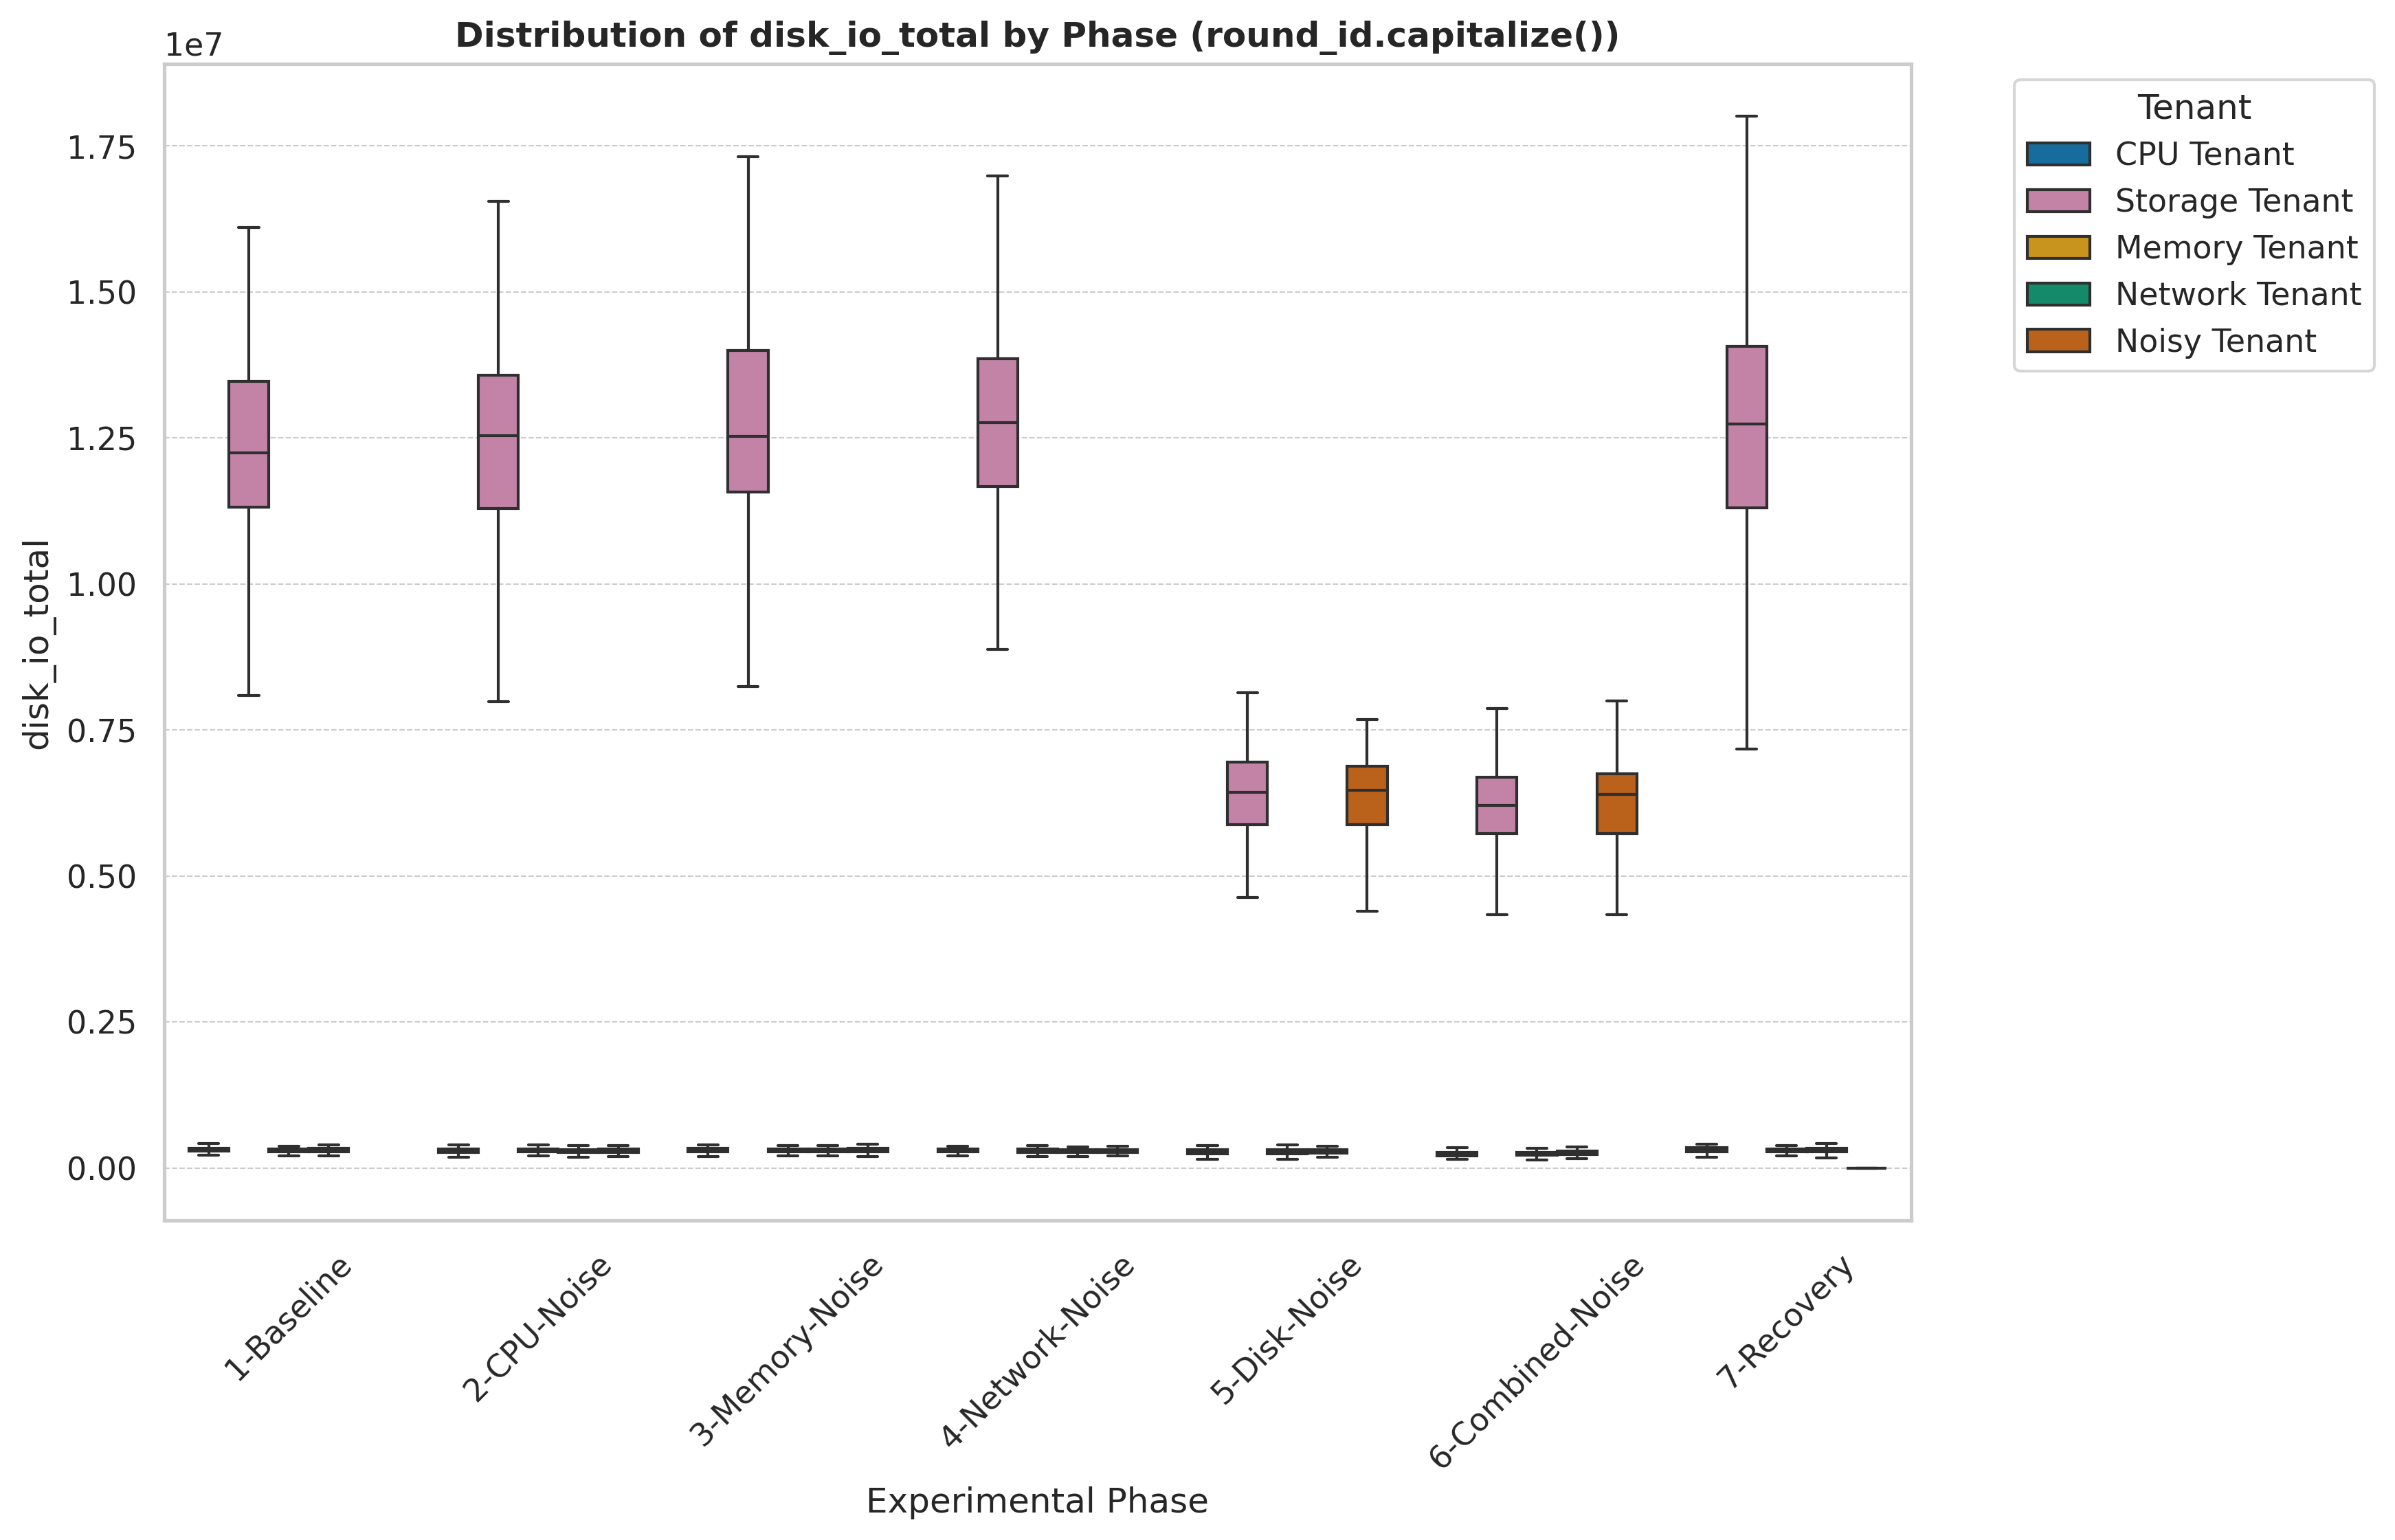 Distribution of disk_io_total by Phase (round_id.capitalize())
1e7
1.75
1.50
1.25
1.00
0.75
0.50
0.25
0.00
disk_io_total
1-Baseline
2-CPU-Noise
3-Memory-Noise
4-Network-Noise
5-Disk-Noise
6-Combined-Noise
7-Recovery
Experimental Phase
Tenant
CPU Tenant
Storage Tenant
Memory Tenant
Network Tenant
Noisy Tenant